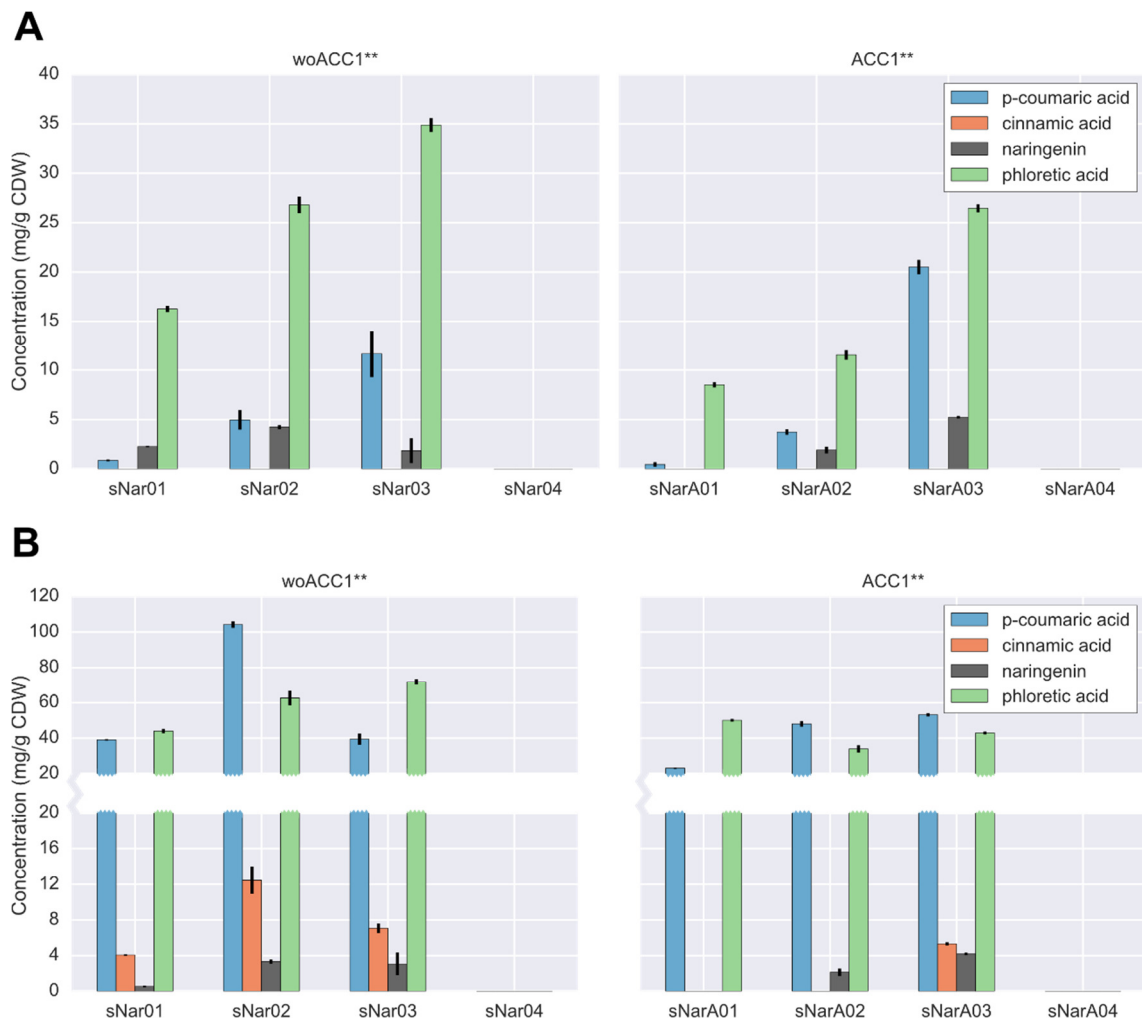 A
woACC1**
ACC1**
Concentration (mg/g CDW)
40
35
30
25
20
15
10
5
0
p-coumaric acid
cinnamic acid
naringenin
phloretic acid
sNar01 sNar02 sNar03 sNar04
sNarA01 sNarA02 sNarA03 sNarA04
B
woACC1**
ACC1**
Concentration (mg/g CDW)
120
100
80
60
40
20
20
16
12
8
4
0
p-coumaric acid
cinnamic acid
naringenin
phloretic acid
sNar01 sNar02 sNar03 sNar04
sNarA01 sNarA02 sNarA03 sNarA04